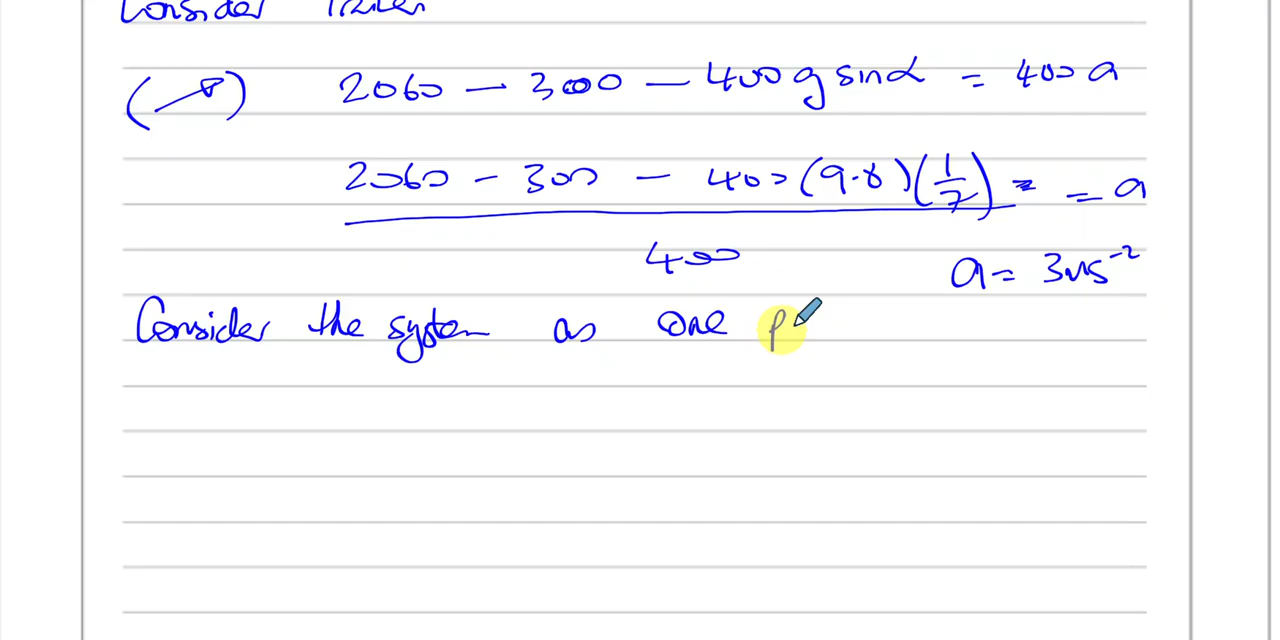 Consider Trailer
(↗) 2060 - 300 - 400g sinα = 400a
2060 - 300 - 400(9.8)(1/7) = a
400
a = 3ms⁻²
Consider the system as one p